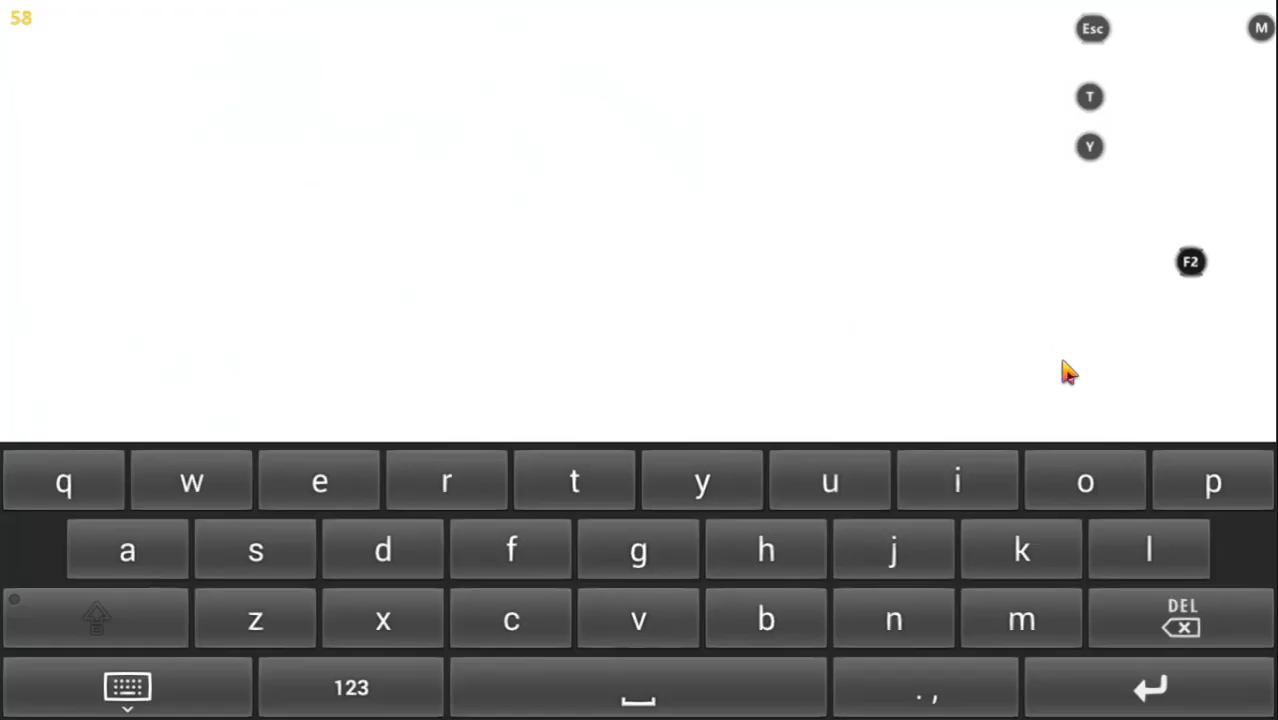 58
Esc M
T
Y
F2
q w e r t y u i o p
a s d f g h j k l
z x c v b n m DEL
123 . ,